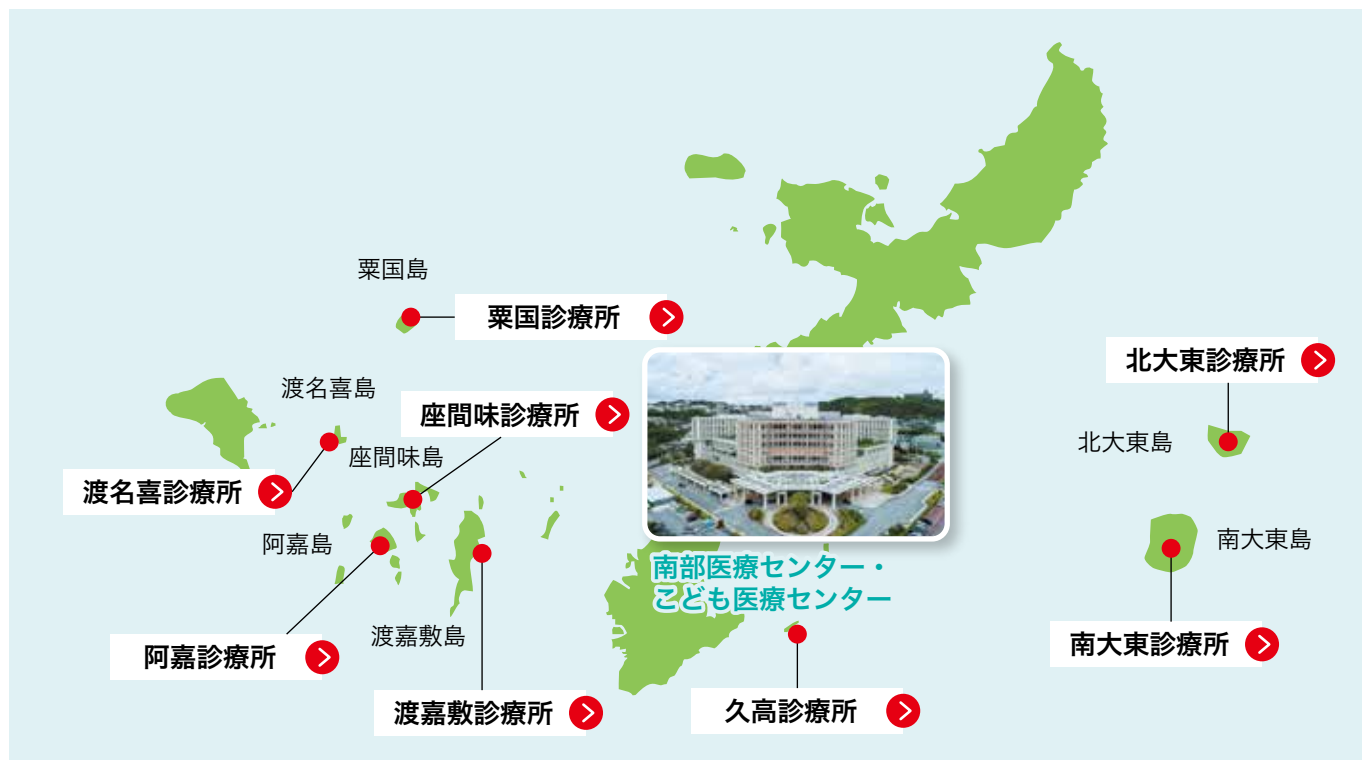 粟国島
粟国診療所
渡名喜島
座間味診療所
座間味島
渡名喜診療所
阿嘉島
阿嘉診療所
渡嘉敷島
渡嘉敷診療所
南部医療センター・
こども医療センター
久高診療所
北大東診療所
北大東島
南大東島
南大東診療所